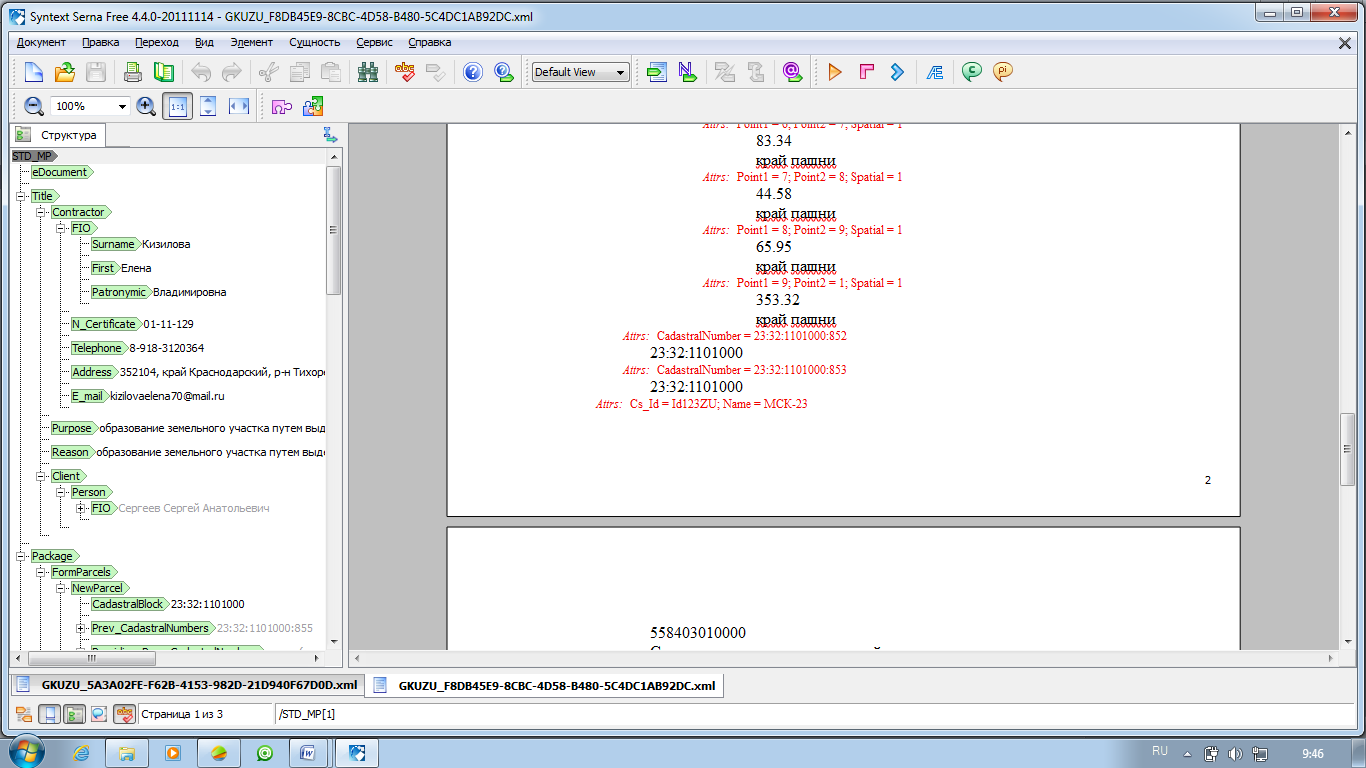 Syntext Serna Free 4.4.0-20111114 - GKUZU_F8DB45E9-8CBC-4D58-B480-5C4DC1AB92DC.xml
Документ Правка Переход Вид Элемент Сущность Сервис Справка
Default View
100%
Структура
STD_MP
eDocument
Title
Contractor
FIO
Surname Кизилова
First Елена
Patronymic Владимировна
N_Certificate 01-11-129
Telephone 8-918-3120364
Address 352104, край Краснодарский, р-н Тихоре
E_mail kizilovaelena70@mail.ru
Purpose образование земельного участка путем выд
Reason образование земельного участка путем выд
Client
Person
FIO Сергеев Сергей Анатольевич
Package
FormParcels
NewParcel
CadastralBlock 23:32:1101000
Prev_CadastralNumbers 23:32:1101000:855
Attrs: Point1 = 6; Point2 = 7; Spatial = 1
83.34
край пашни
Attrs: Point1 = 7; Point2 = 8; Spatial = 1
44.58
край пашни
Attrs: Point1 = 8; Point2 = 9; Spatial = 1
65.95
край пашни
Attrs: Point1 = 9; Point2 = 1; Spatial = 1
353.32
край пашни
Attrs: CadastralNumber = 23:32:1101000:852
23:32:1101000
Attrs: CadastralNumber = 23:32:1101000:853
23:32:1101000
Attrs: Cs_Id = Id123ZU; Name = МСК-23
2
558403010000
GKUZU_5A3A02FE-F62B-4153-982D-21D940F67D0D.xml GKUZU_F8DB45E9-8CBC-4D58-B480-5C4DC1AB92DC.xml
Страница 1 из 3 /STD_MP[1]
RU 9:46